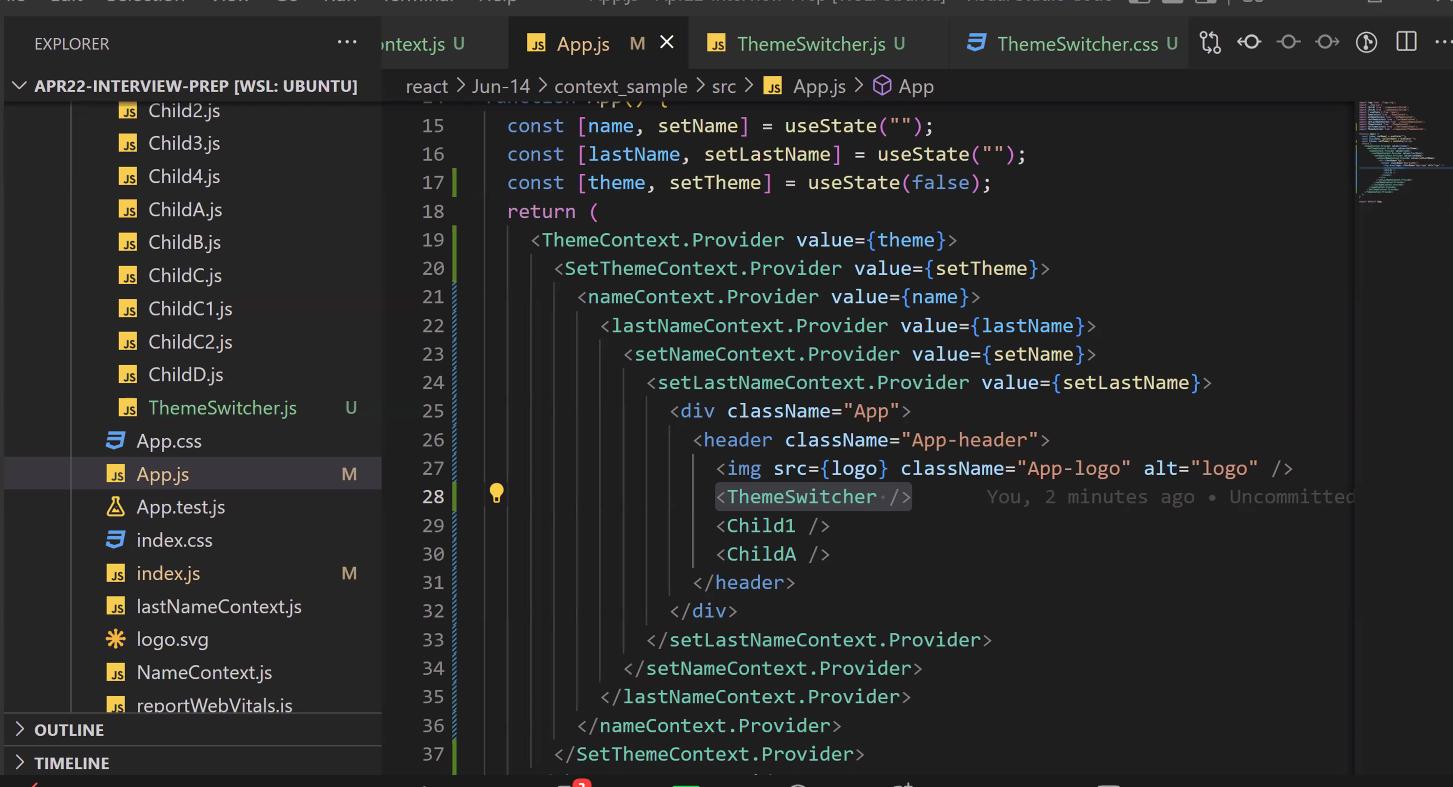 EXPLORER
ontext.js U
App.js M
ThemeSwitcher.js U
ThemeSwitcher.css U
APR22-INTERVIEW-PREP [WSL: UBUNTU]
react > Jun-14 > context_sample > src > App.js > App
Child2.js
Child3.js
Child4.js
ChildA.js
ChildB.js
ChildC.js
ChildC1.js
ChildC2.js
ChildD.js
ThemeSwitcher.js U
App.css
App.js M
App.test.js
index.css
index.js M
lastNameContext.js
logo.svg
NameContext.js
reportWebVitals.js
OUTLINE
TIMELINE
function App() {
15 const [name, setName] = useState("");
16 const [lastName, setLastName] = useState("");
17 const [theme, setTheme] = useState(false);
18 return (
19 <ThemeContext.Provider value={theme}>
20 <SetThemeContext.Provider value={setTheme}>
21 <nameContext.Provider value={name}>
22 <lastNameContext.Provider value={lastName}>
23 <setNameContext.Provider value={setName}>
24 <setLastNameContext.Provider value={setLastName}>
25 <div className="App">
26 <header className="App-header">
27 <img src={logo} className="App-logo" alt="logo" />
28 <ThemeSwitcher /> You, 2 minutes ago • Uncommitted
29 <Child1 />
30 <ChildA />
31 </header>
32 </div>
33 </setLastNameContext.Provider>
34 </setNameContext.Provider>
35 </lastNameContext.Provider>
36 </nameContext.Provider>
37 </SetThemeContext.Provider>